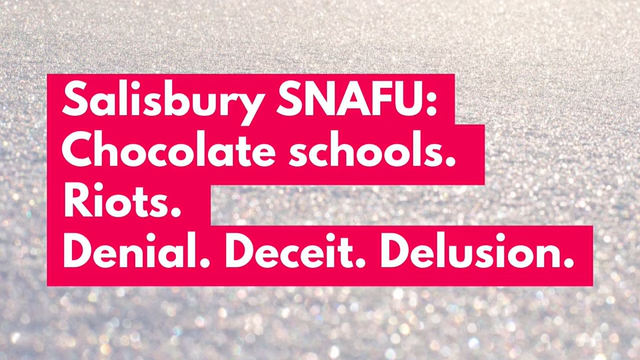 Salisbury SNAFU:
Chocolate schools.
Riots.
Denial. Deceit. Delusion.